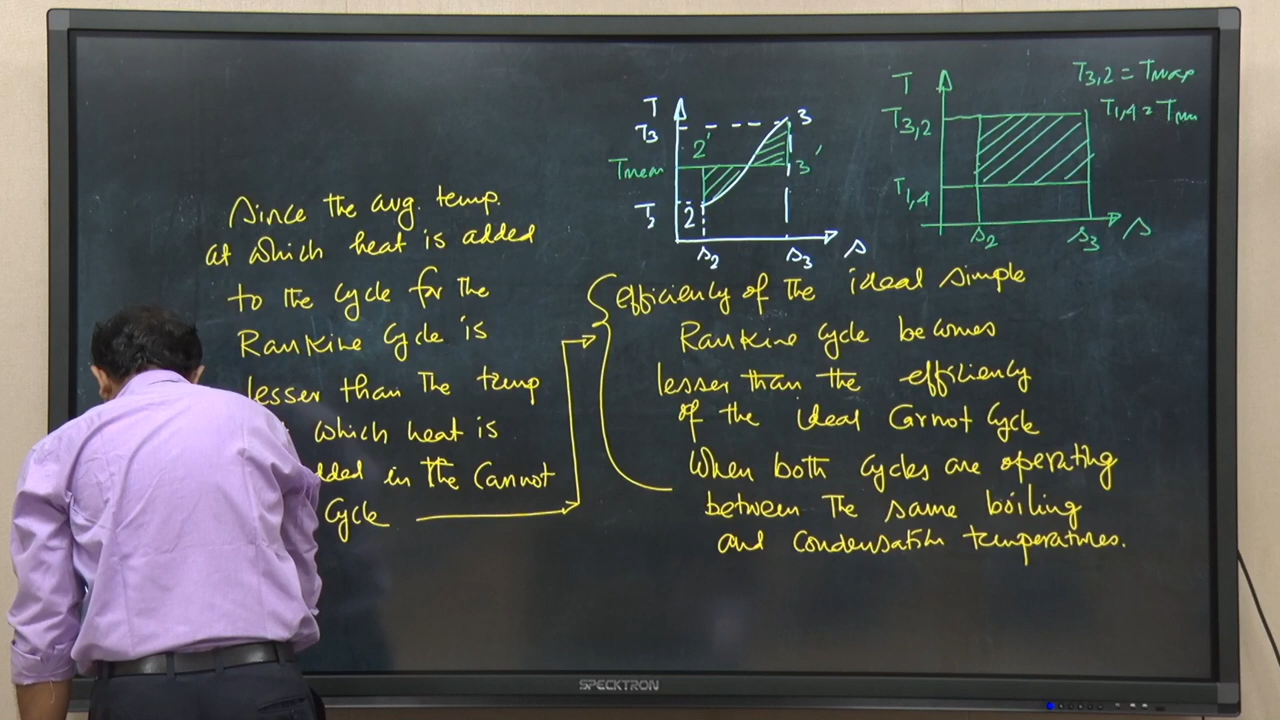 Since the avg. temp.
at which heat is added
to the cycle for the
Rankine Cycle is
lesser than the temp
which heat is
dded in the Carnot
Cycle
T
T3
Tmean
T2
2'
2
3
3'
s2
s3
s
T
T3,2
T1,4
s2
s3
s
T3,2 = Tmax
T1,4 = Tmin
efficiency of the ideal simple
Rankine cycle becomes
lesser than the efficiency
of the ideal Carnot Cycle
When both cycles are operating
between the same boiling
and condensation temperatures.
SPECKTRON